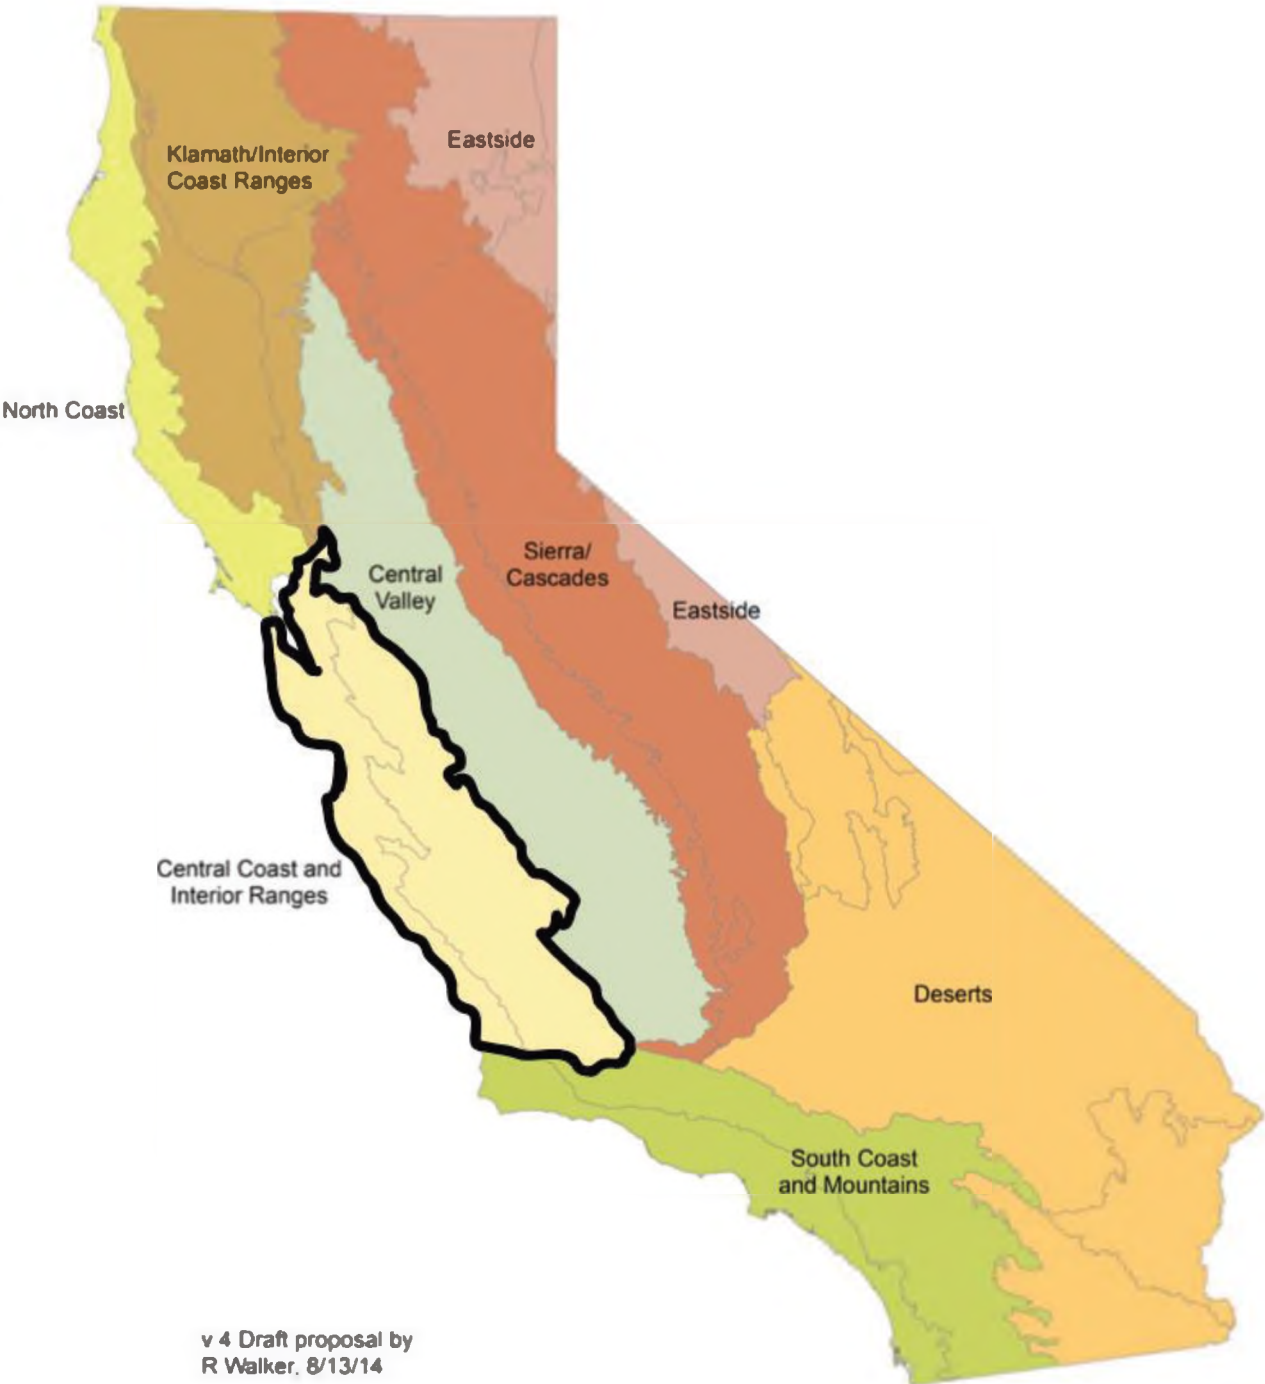 Klamath/Interior
Coast Ranges
Eastside
North Coast
Central
Valley
Sierra/
Cascades
Eastside
Central Coast and
Interior Ranges
Deserts
South Coast
and Mountains
v 4 Draft proposal by
R Walker. 8/13/14